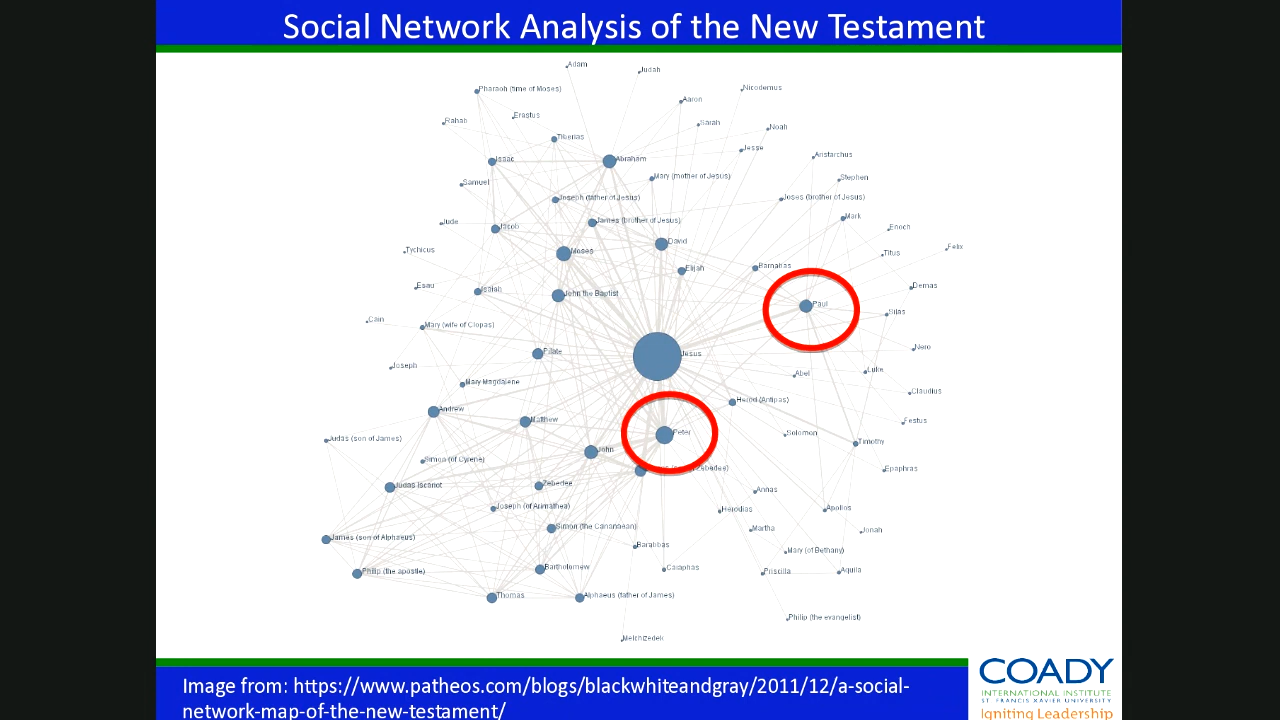 Social Network Analysis of the New Testament
Adam
Judah
Pharaoh (time of Moses)
Nicodemus
Aaron
Rahab
Erastus
Sarah
Noah
Tiberias
Jesse
Isaac
Abraham
Aristarchus
Mary (mother of Jesus)
Stephen
Samuel
Joseph (father of Jesus)
Joses (brother of Jesus)
Jude
Jacob
James (brother of Jesus)
Mark
Enoch
David
Felix
Tychicus
Moses
Titus
Elijah
Barnabas
Esau
Isaiah
John the Baptist
Demas
Paul
Silas
Cain
Mary (wife of Clopas)
Nero
Pilate
Jesus
Joseph
Abel
Luke
Mary Magdalene
Claudius
Andrew
Herod (Antipas)
Matthew
Festus
Peter
Solomon
Judas (son of James)
Timothy
John
Simon (of Cyrene)
Zebedee)
Epaphras
Judas Iscariot
Zebedee
Annas
Joseph (of Arimathea)
Herodias
Apollos
Simon (the Cananaean)
Martha
Jonah
James (son of Alphaeus)
Barabbas
Mary (of Bethany)
Philip (the apostle)
Bartholomew
Caiaphas
Priscilla
Aquila
Thomas
Alphaeus (father of James)
Philip (the evangelist)
Melchizedek
Image from: https://www.patheos.com/blogs/blackwhiteandgray/2011/12/a-social-
network-map-of-the-new-testament/
COADY
INTERNATIONAL INSTITUTE
ST. FRANCIS XAVIER UNIVERSITY
Igniting Leadership